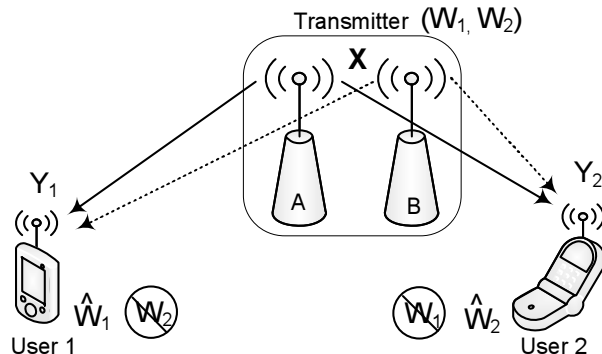 Transmitter (W₁, W₂)
X
A
B
Y₁
Y₂
Ŵ₁ W₂
W₁ Ŵ₂
User 1
User 2